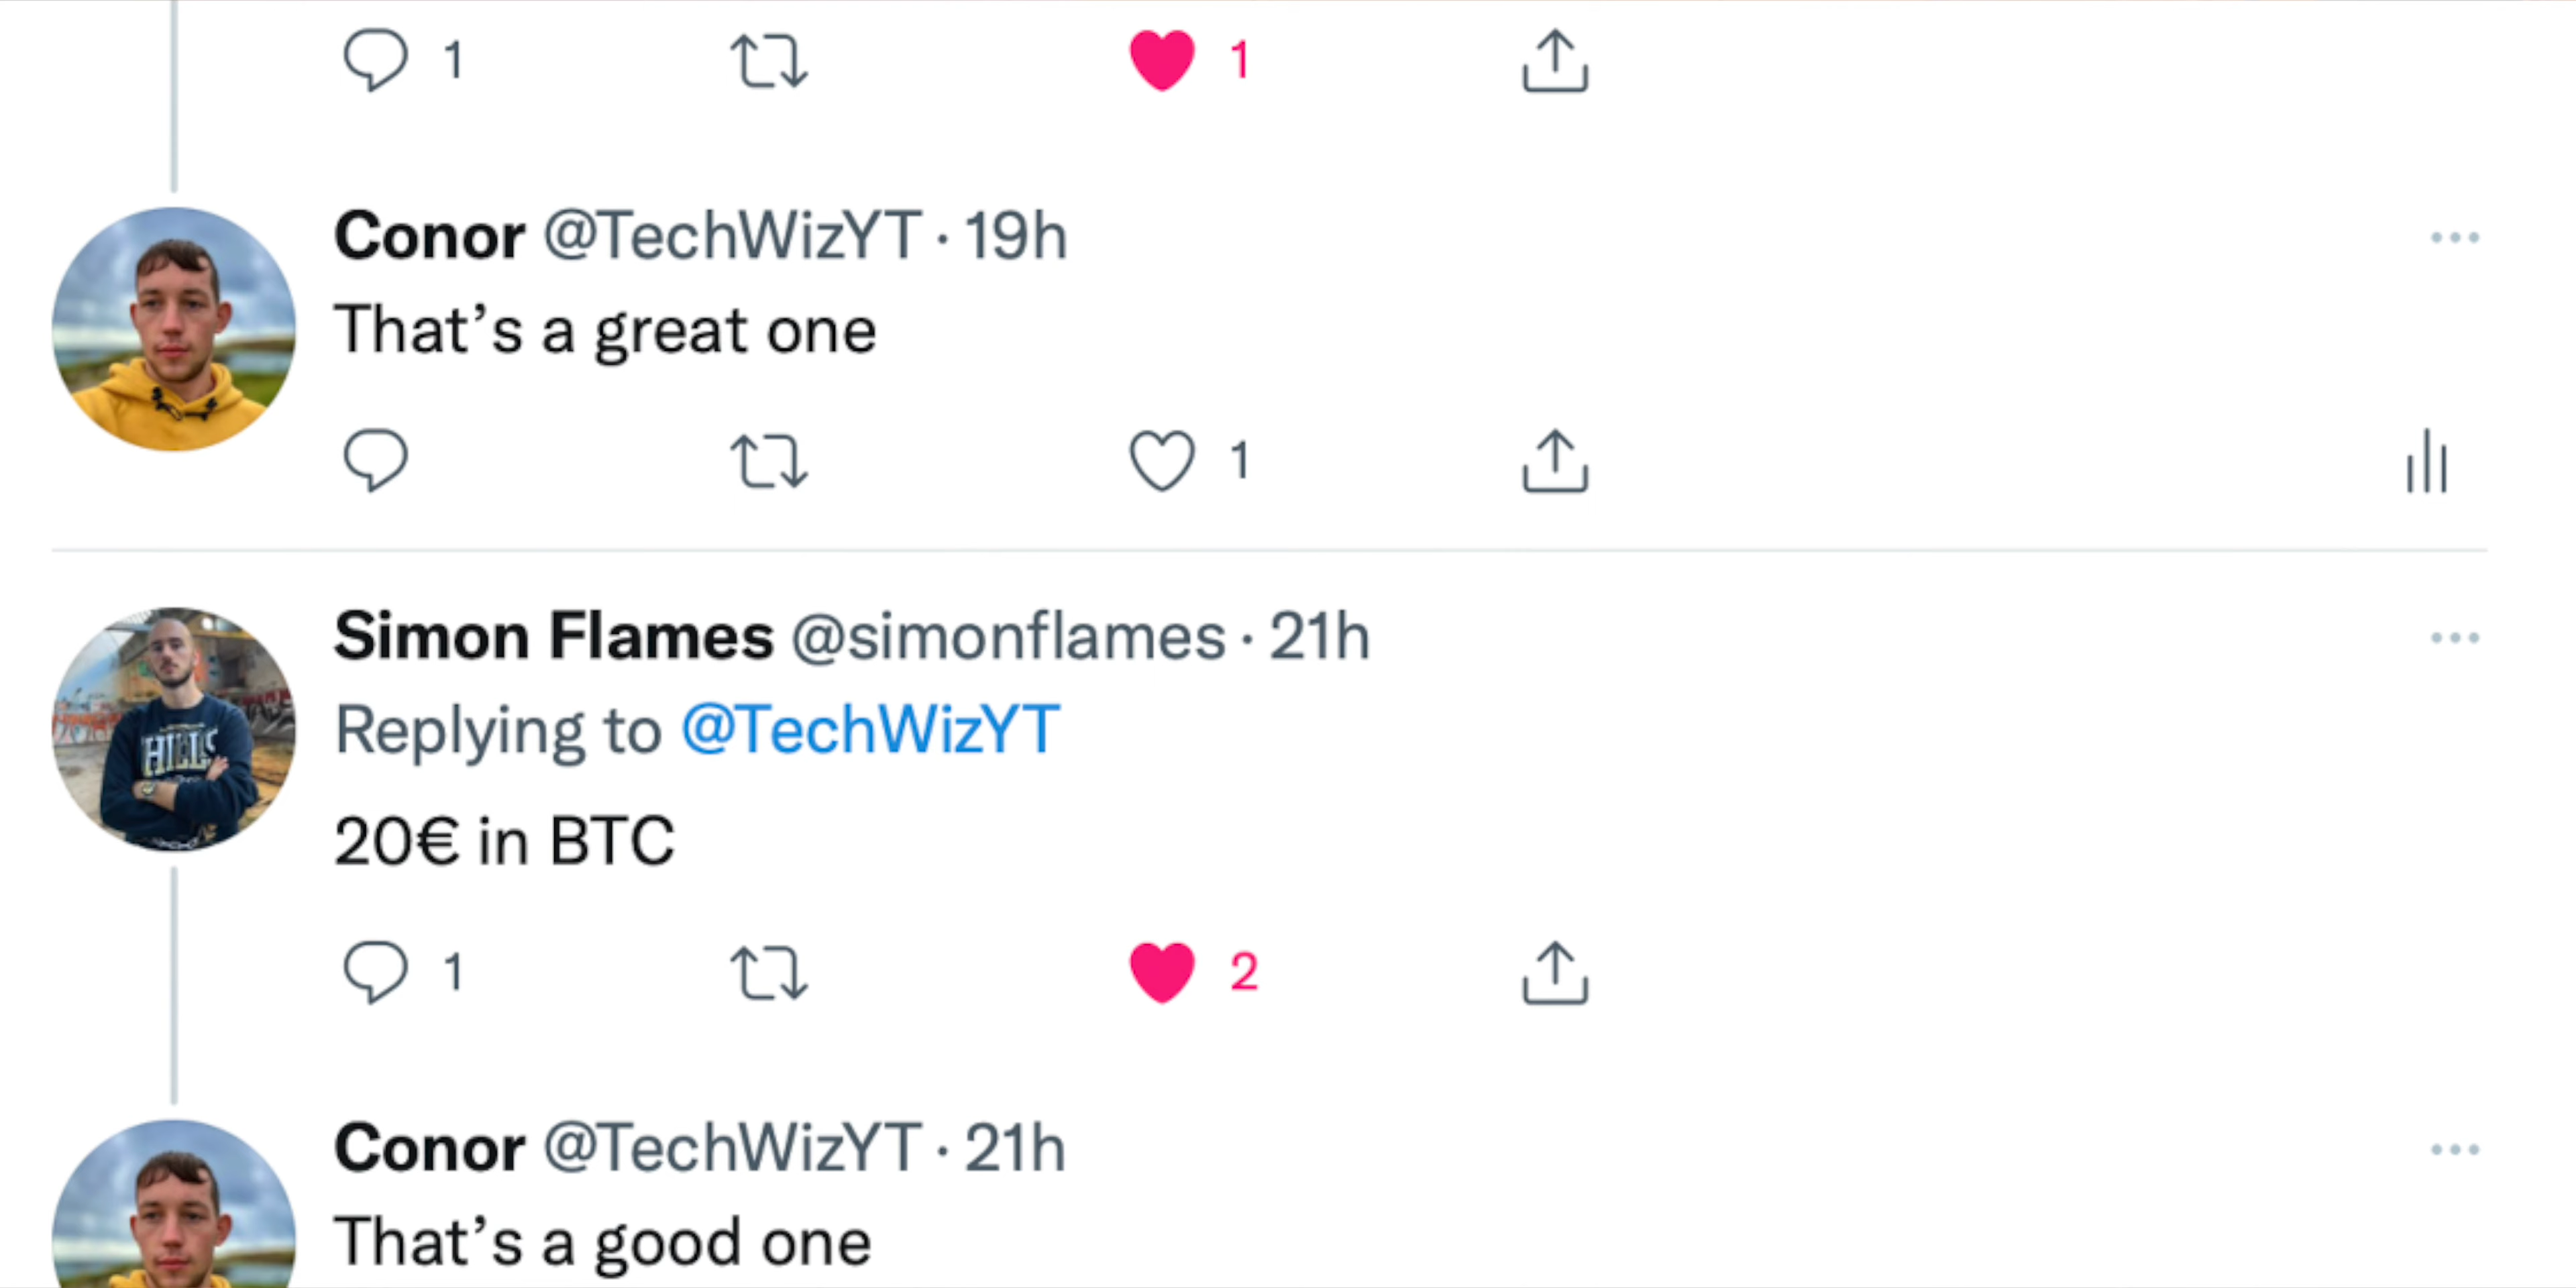 1 1
Conor @TechWizYT · 19h
That's a great one
1
Simon Flames @simonflames · 21h
Replying to @TechWizYT
HILLS
20€ in BTC
1 2
Conor @TechWizYT · 21h
That's a good one